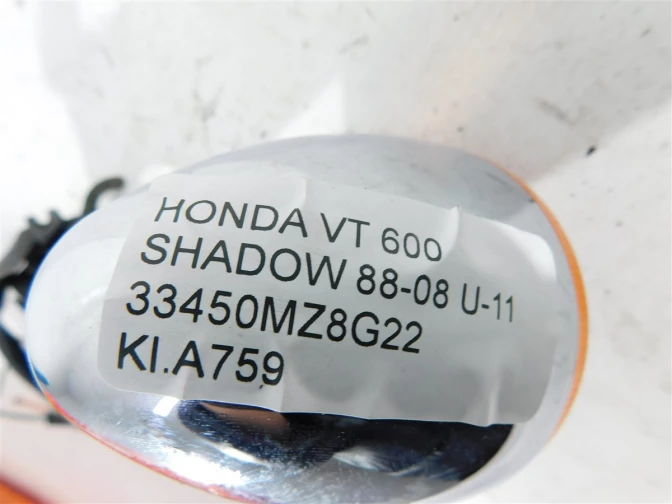 HONDA VT 600
SHADOW 88-08 U-11
33450MZ8G22
KI.A759